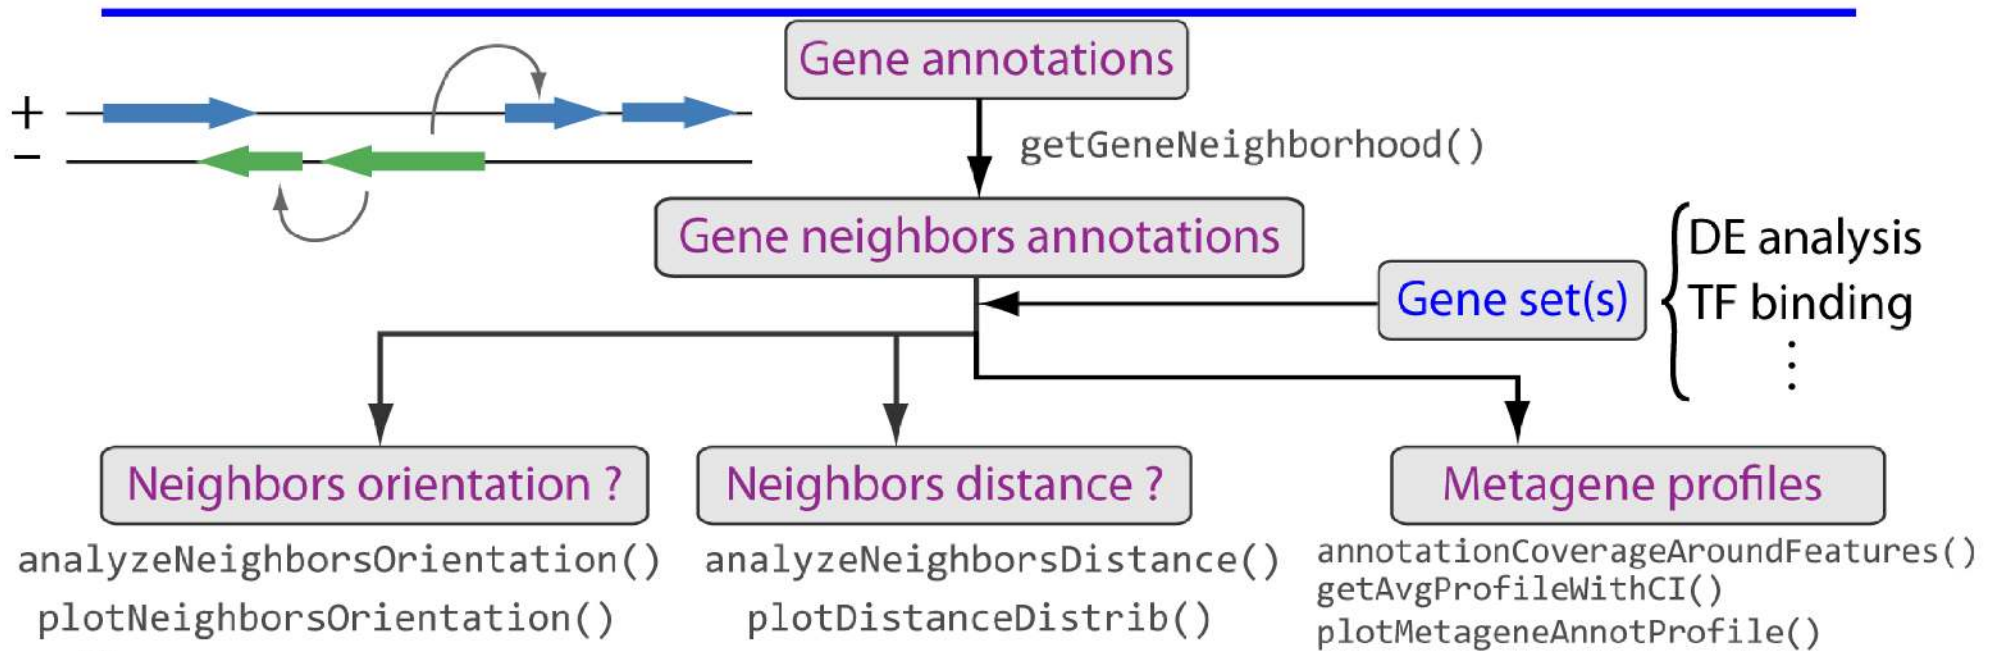 Gene annotations
+
−
getGeneNeighborhood()
Gene neighbors annotations
DE analysis
Gene set(s)
TF binding
⋮
Neighbors orientation ?
Neighbors distance ?
Metagene profiles
analyzeNeighborsOrientation()
plotNeighborsOrientation()
analyzeNeighborsDistance()
plotDistanceDistrib()
annotationCoverageAroundFeatures()
getAvgProfileWithCI()
plotMetageneAnnotProfile()